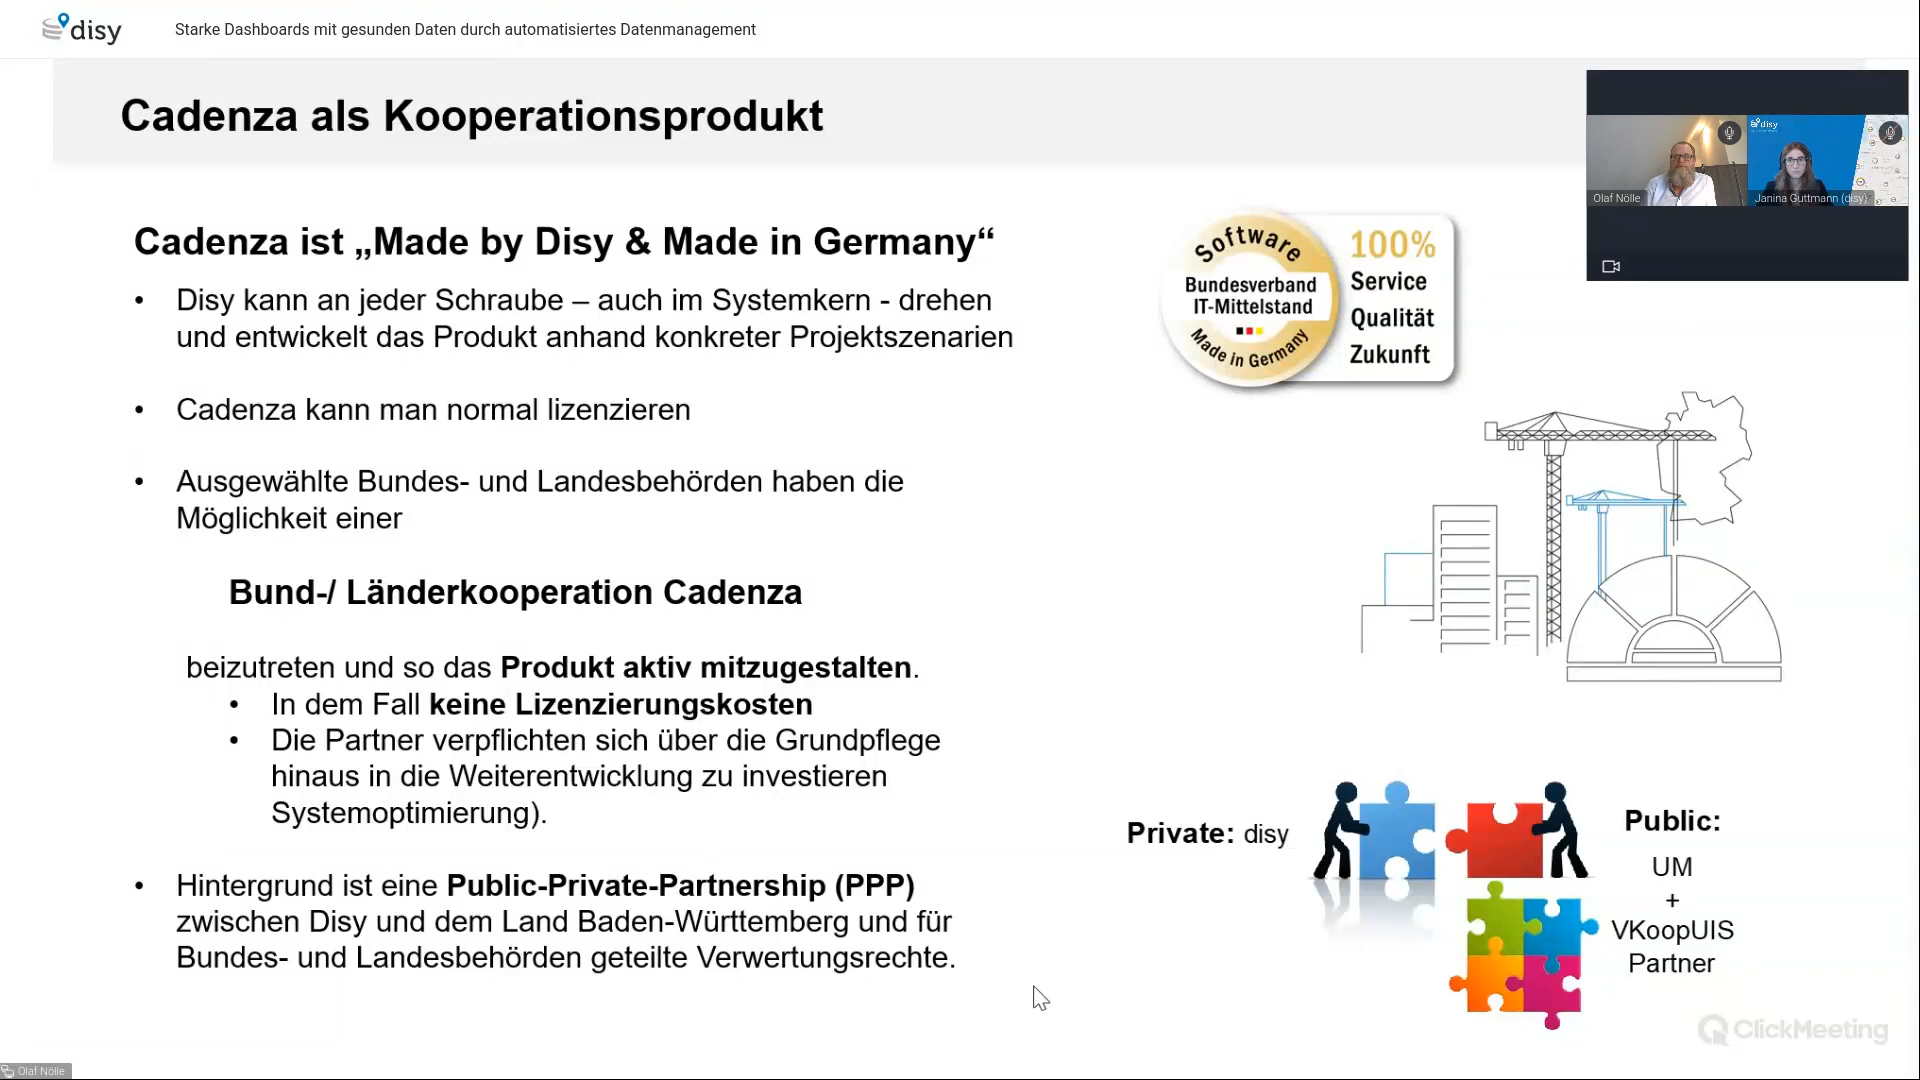 disy
Starke Dashboards mit gesunden Daten durch automatisiertes Datenmanagement
Cadenza als Kooperationsprodukt
disy
Olaf Nölle
Janina Guttmann (disy)
Cadenza ist „Made by Disy & Made in Germany“
• Disy kann an jeder Schraube – auch im Systemkern - drehen
und entwickelt das Produkt anhand konkreter Projektszenarien
• Cadenza kann man normal lizenzieren
• Ausgewählte Bundes- und Landesbehörden haben die
Möglichkeit einer
Bund-/ Länderkooperation Cadenza
beizutreten und so das Produkt aktiv mitzugestalten.
• In dem Fall keine Lizenzierungskosten
• Die Partner verpflichten sich über die Grundpflege
hinaus in die Weiterentwicklung zu investieren
Systemoptimierung).
• Hintergrund ist eine Public-Private-Partnership (PPP)
zwischen Disy und dem Land Baden-Württemberg und für
Bundes- und Landesbehörden geteilte Verwertungsrechte.
Software
Bundesverband
IT-Mittelstand
Made in Germany
100%
Service
Qualität
Zukunft
Private: disy
Public:
UM
+
VKoopUIS
Partner
ClickMeeting
Olaf Nölle